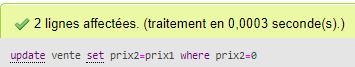 2 lignes affectées. (traitement en 0,0003 seconde(s).)
update vente set prix2=prix1 where prix2=0